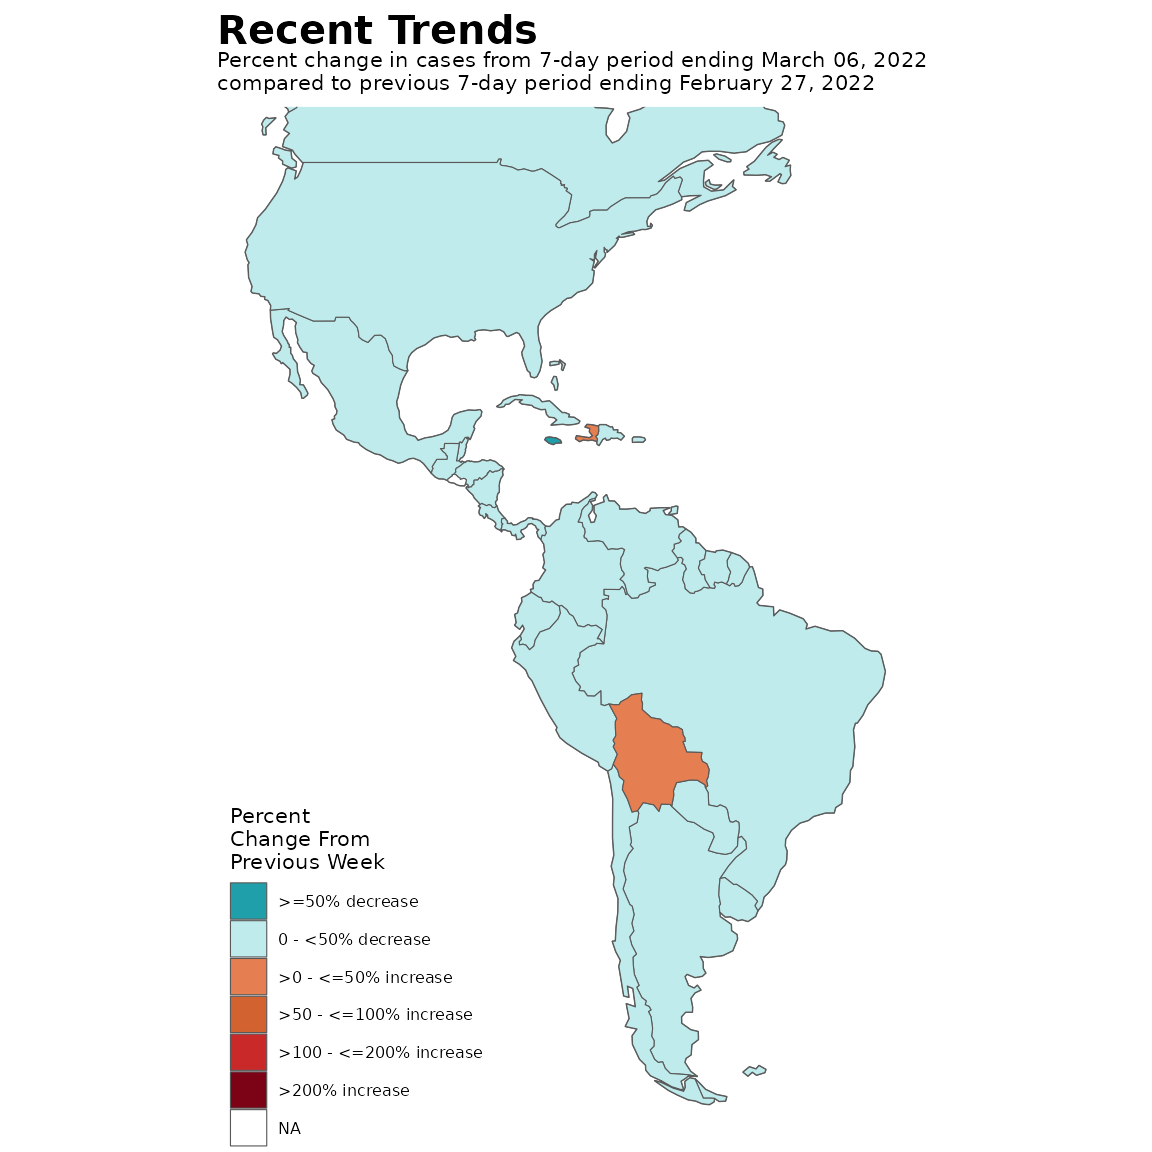 Recent Trends
Percent change in cases from 7-day period ending March 06, 2022
compared to previous 7-day period ending February 27, 2022
Percent
Change From
Previous Week
>=50% decrease
0 - <50% decrease
>0 - <=50% increase
>50 - <=100% increase
>100 - <=200% increase
>200% increase
NA